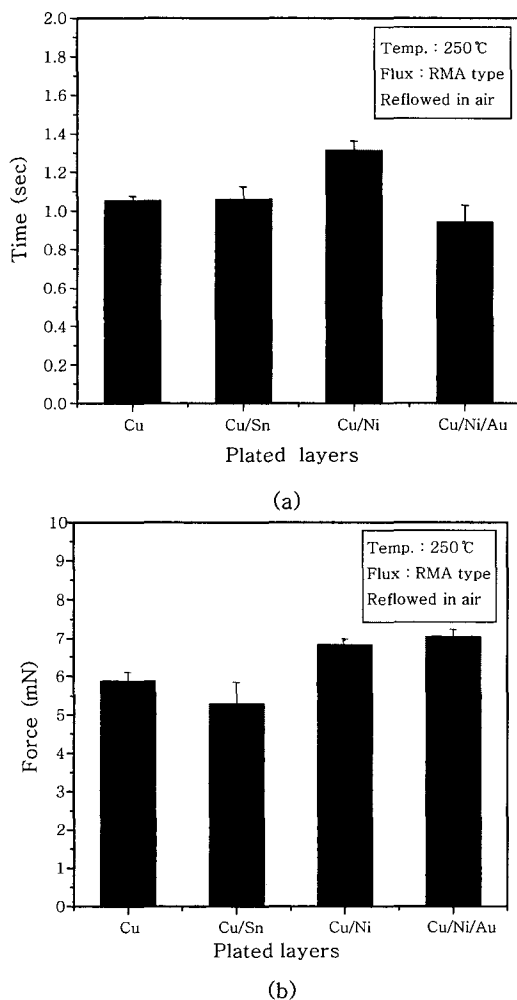 2.0
1.8
1.6
1.4
1.2
1.0
0.8
0.6
0.4
0.2
0.0
Time (sec)
Temp. : 250℃
Flux : RMA type
Reflowed in air
Cu Cu/Sn Cu/Ni Cu/Ni/Au
Plated layers
(a)
10
9
8
7
6
5
4
3
2
1
0
Force (mN)
Temp. : 250℃
Flux : RMA type
Reflowed in air
Cu Cu/Sn Cu/Ni Cu/Ni/Au
Plated layers
(b)